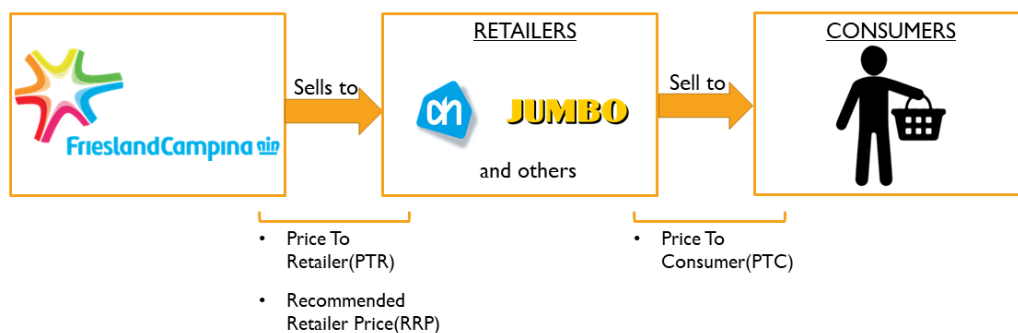 RETAILERS
CONSUMERS
Sells to
Sell to
FrieslandCampina
ah
JUMBO
and others
• Price To
Retailer(PTR)
• Recommended
Retailer Price(RRP)
• Price To
Consumer(PTC)